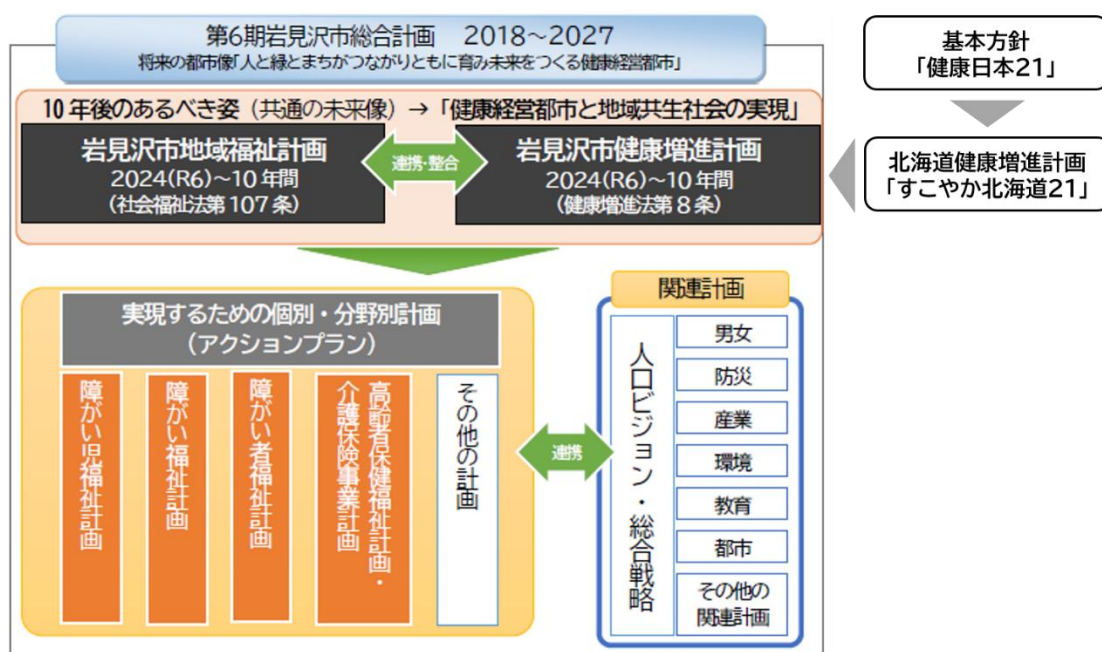 第6期岩見沢市総合計画　2018～2027
将来の都市像「人と緑とまちがつながりともに育み未来をつくる健康経営都市」
10年後のあるべき姿（共通の未来像）→「健康経営都市と地域共生社会の実現」
岩見沢市地域福祉計画
2024(R6)～10年間
（社会福祉法第107条）
連携・整合
岩見沢市健康増進計画
2024(R6)～10年間
（健康増進法第8条）
基本方針
「健康日本21」
北海道健康増進計画
「すこやか北海道21」
実現するための個別・分野別計画
（アクションプラン）
障がい児福祉計画
障がい福祉計画
障がい者福祉計画
高齢者保健福祉計画・
介護保険事業計画
その他の計画
連携
関連計画
人口ビジョン・総合戦略
男女
防災
産業
環境
教育
都市
その他の
関連計画